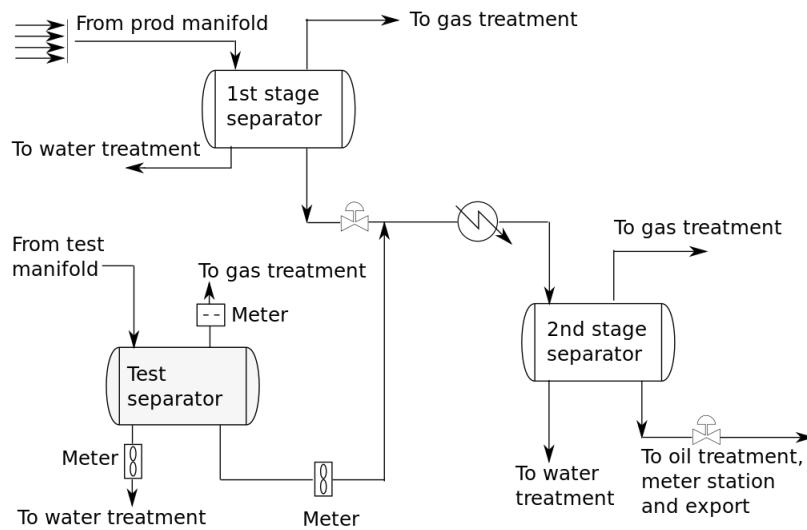 From prod manifold
To gas treatment
1st stage
separator
To water treatment
From test
manifold
To gas treatment
Meter
Test
separator
Meter
To water treatment
Meter
To gas treatment
2nd stage
separator
To water
treatment
To oil treatment,
meter station
and export